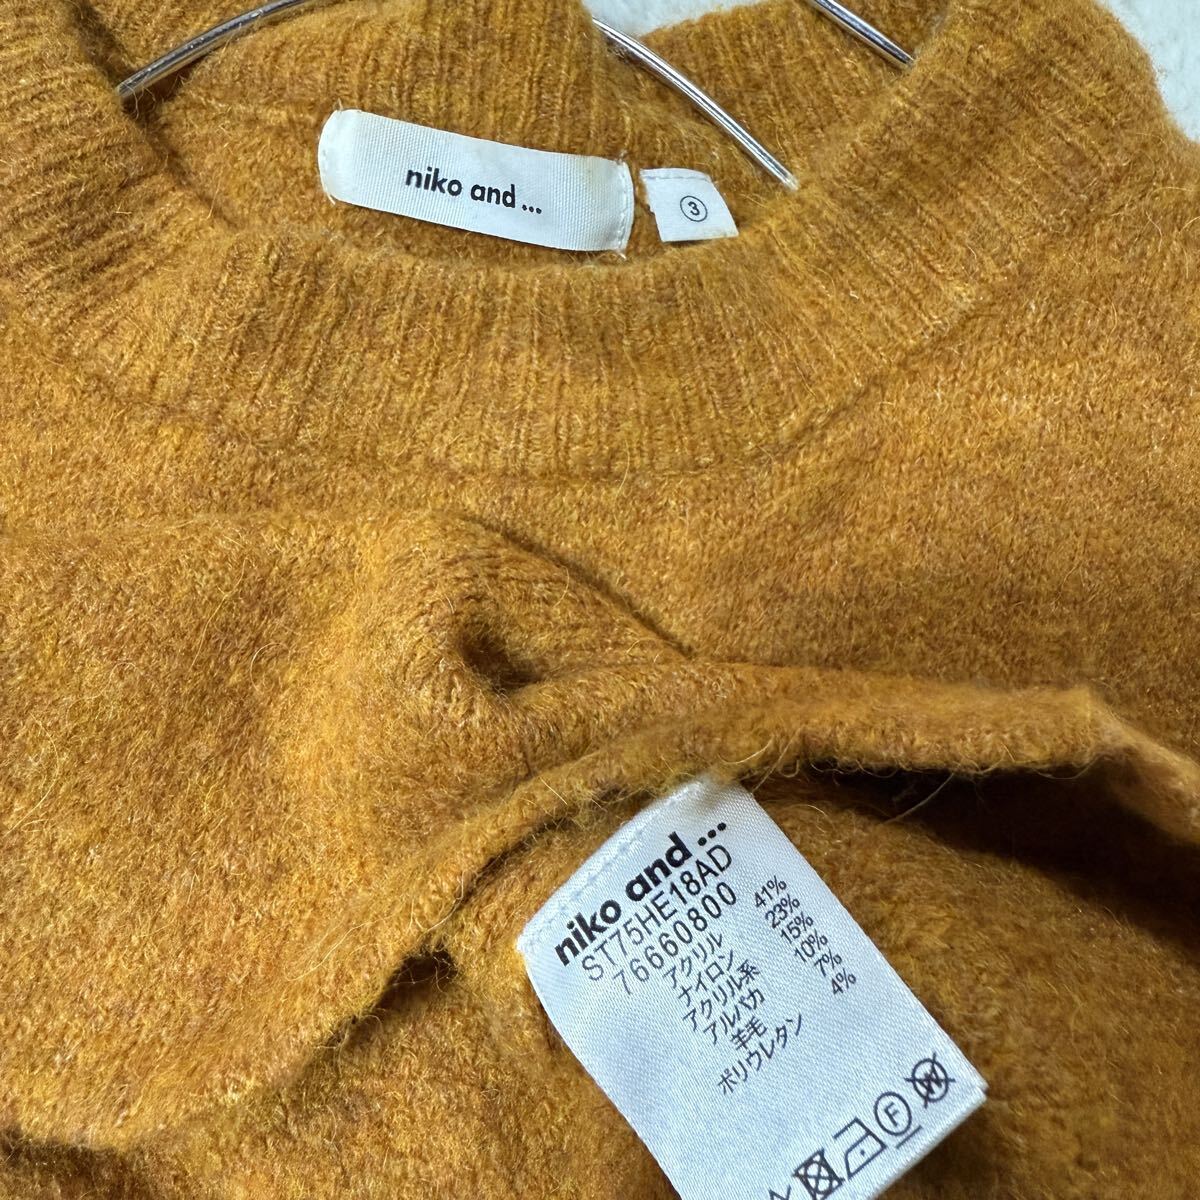 niko and ...
③
niko and ...
ST75HE18AD
76660800
アクリル 41%
ナイロン 23%
アクリル系 15%
アルパカ 10%
羊毛 7%
ポリウレタン 4%
F
W